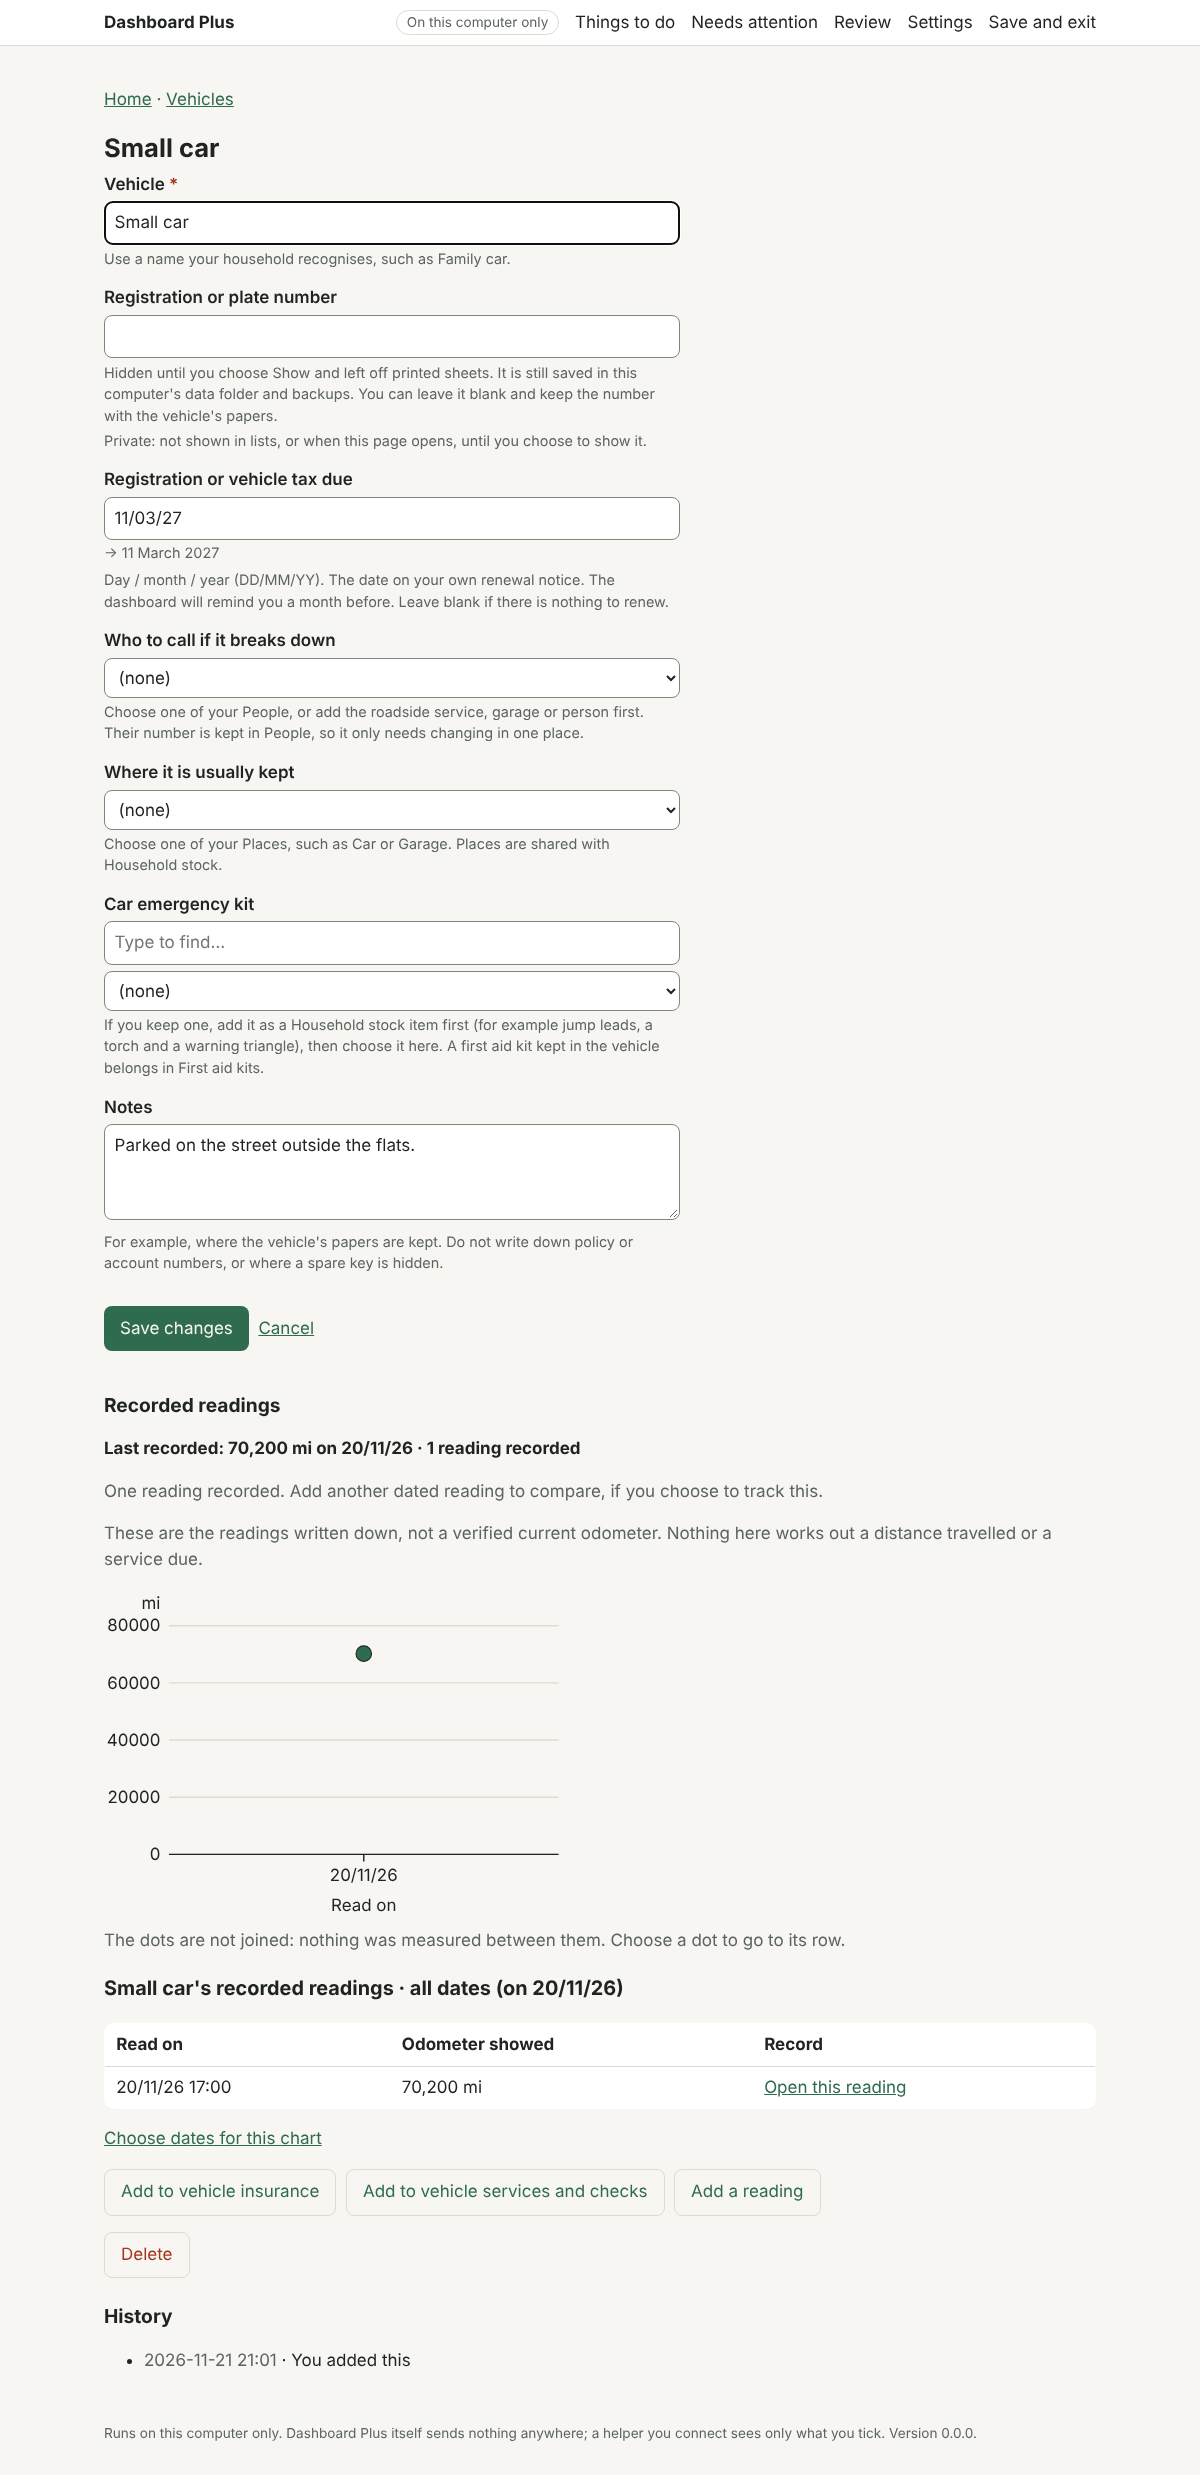 Dashboard Plus
On this computer only
Things to do
Needs attention
Review
Settings
Save and exit
Home · Vehicles
Small car
Vehicle *
Small car
Use a name your household recognises, such as Family car.
Registration or plate number
Hidden until you choose Show and left off printed sheets. It is still saved in this
computer's data folder and backups. You can leave it blank and keep the number
with the vehicle's papers.
Private: not shown in lists, or when this page opens, until you choose to show it.
Registration or vehicle tax due
11/03/27
→ 11 March 2027
Day / month / year (DD/MM/YY). The date on your own renewal notice. The
dashboard will remind you a month before. Leave blank if there is nothing to renew.
Who to call if it breaks down
(none)
Choose one of your People, or add the roadside service, garage or person first.
Their number is kept in People, so it only needs changing in one place.
Where it is usually kept
(none)
Choose one of your Places, such as Car or Garage. Places are shared with
Household stock.
Car emergency kit
Type to find...
(none)
If you keep one, add it as a Household stock item first (for example jump leads, a
torch and a warning triangle), then choose it here. A first aid kit kept in the vehicle
belongs in First aid kits.
Notes
Parked on the street outside the flats.
For example, where the vehicle's papers are kept. Do not write down policy or
account numbers, or where a spare key is hidden.
Save changes
Cancel
Recorded readings
Last recorded: 70,200 mi on 20/11/26 · 1 reading recorded
One reading recorded. Add another dated reading to compare, if you choose to track this.
These are the readings written down, not a verified current odometer. Nothing here works out a distance travelled or a
service due.
mi
80000
60000
40000
20000
0
20/11/26
Read on
The dots are not joined: nothing was measured between them. Choose a dot to go to its row.
Small car's recorded readings · all dates (on 20/11/26)
Read on
Odometer showed
Record
20/11/26 17:00
70,200 mi
Open this reading
Choose dates for this chart
Add to vehicle insurance
Add to vehicle services and checks
Add a reading
Delete
History
• 2026-11-21 21:01 · You added this
Runs on this computer only. Dashboard Plus itself sends nothing anywhere; a helper you connect sees only what you tick. Version 0.0.0.